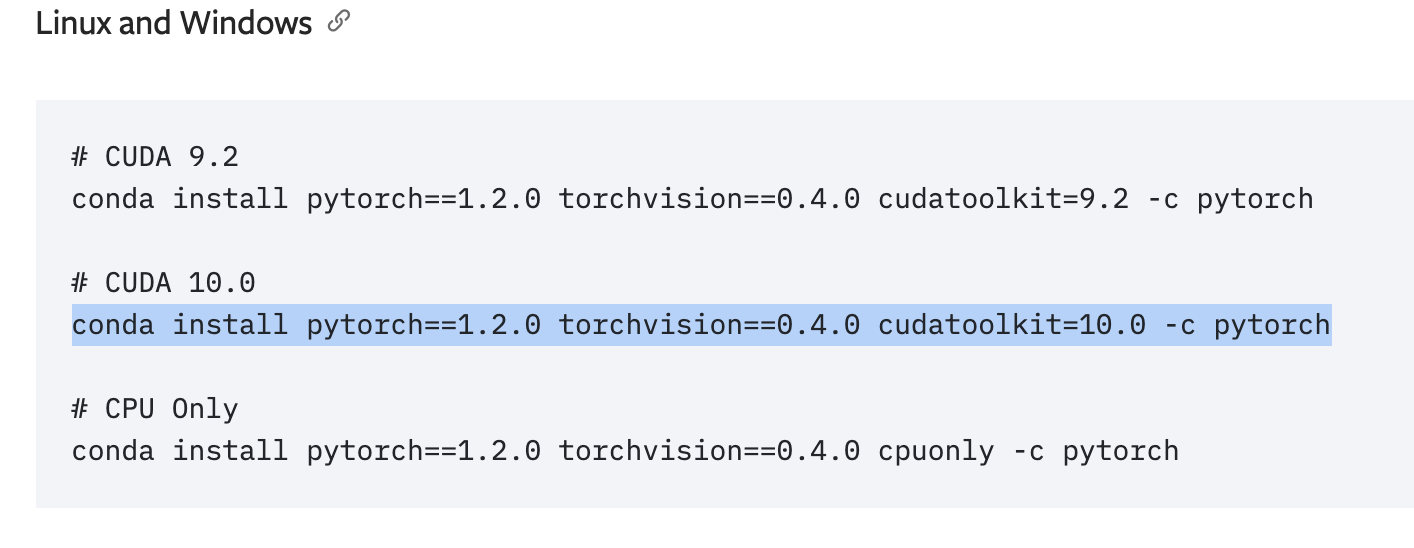 Linux and Windows
# CUDA 9.2
conda install pytorch==1.2.0 torchvision==0.4.0 cudatoolkit=9.2 -c pytorch
# CUDA 10.0
conda install pytorch==1.2.0 torchvision==0.4.0 cudatoolkit=10.0 -c pytorch
# CPU Only
conda install pytorch==1.2.0 torchvision==0.4.0 cpuonly -c pytorch